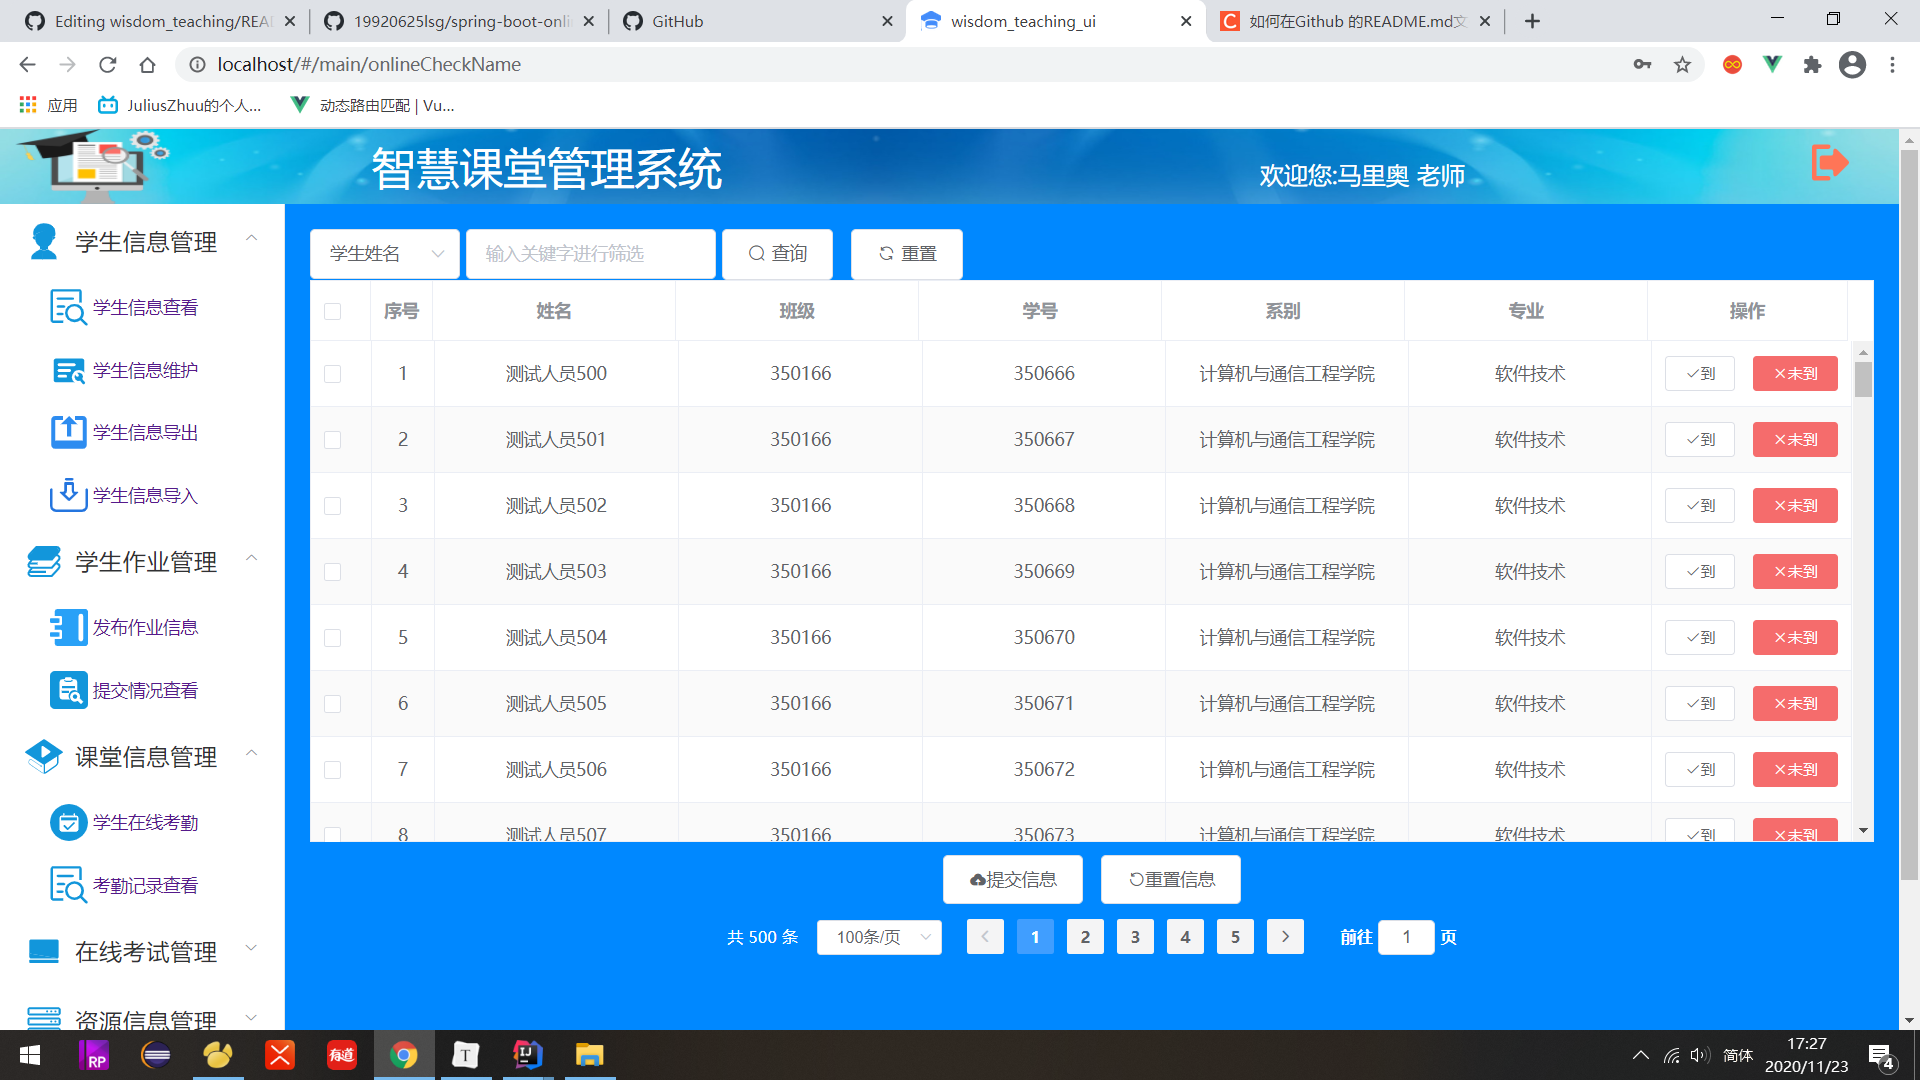 Editing wisdom_teaching/REA
19920625lsg/spring-boot-onli
GitHub
wisdom_teaching_ui
如何在Github 的README.md文
localhost/#/main/onlineCheckName
应用
JuliusZhuu的个人...
动态路由匹配 | Vu...
智慧课堂管理系统
欢迎您:马里奥 老师
学生信息管理
学生信息查看
学生信息维护
学生信息导出
学生信息导入
学生作业管理
发布作业信息
提交情况查看
课堂信息管理
学生在线考勤
考勤记录查看
在线考试管理
资源信息管理
学生姓名 输入关键字进行筛选 查询 重置
序号 姓名 班级 学号 系别 专业 操作
1 测试人员500 350166 350666 计算机与通信工程学院 软件技术 到 未到
2 测试人员501 350166 350667 计算机与通信工程学院 软件技术 到 未到
3 测试人员502 350166 350668 计算机与通信工程学院 软件技术 到 未到
4 测试人员503 350166 350669 计算机与通信工程学院 软件技术 到 未到
5 测试人员504 350166 350670 计算机与通信工程学院 软件技术 到 未到
6 测试人员505 350166 350671 计算机与通信工程学院 软件技术 到 未到
7 测试人员506 350166 350672 计算机与通信工程学院 软件技术 到 未到
8 测试人员507 350166 350673 计算机与通信工程学院 软件技术 到 未到
提交信息 重置信息
共 500 条 100条/页 1 2 3 4 5 前往 1 页
RP
有道
T
IJ
简体
17:27
2020/11/23
4